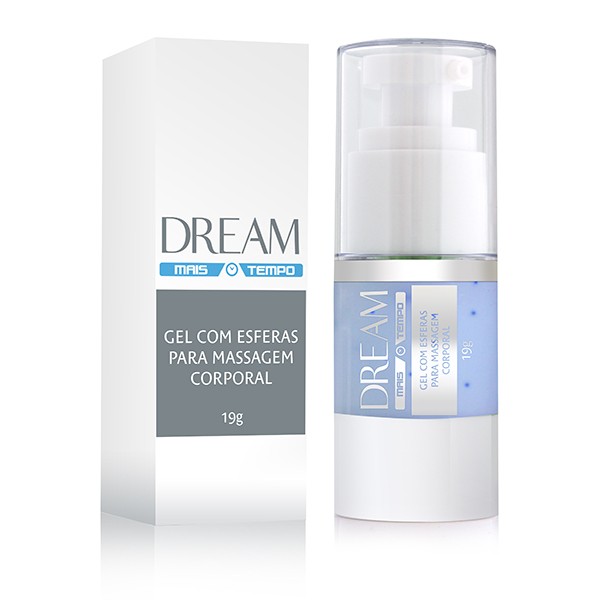 DREAM
MAIS TEMPO
GEL COM ESFERAS
PARA MASSAGEM
CORPORAL
19g
DREAM
MAIS TEMPO
GEL COM ESFERAS
PARA MASSAGEM
CORPORAL
19g